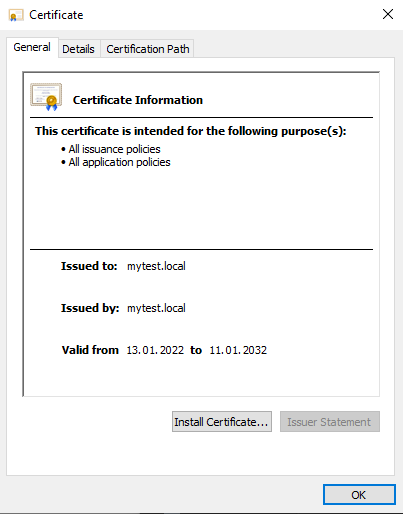 Certificate
General Details Certification Path
Certificate Information
This certificate is intended for the following purpose(s):
• All issuance policies
• All application policies
Issued to: mytest.local
Issued by: mytest.local
Valid from 13.01.2022 to 11.01.2032
Install Certificate... Issuer Statement
OK